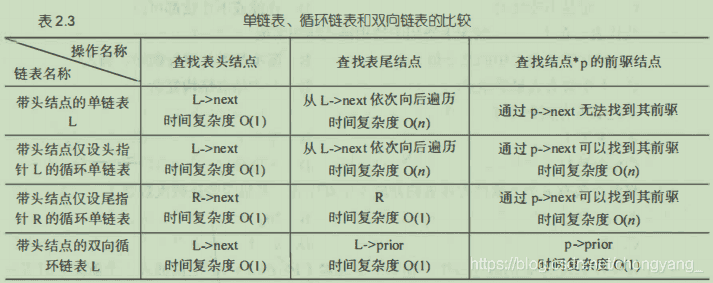 表 2.3 单链表、循环链表和双向链表的比较
操作名称
链表名称
查找表头结点
查找表尾结点
查找结点*p 的前驱结点
带头结点的单链表
L
L->next
时间复杂度 O(1)
从 L->next 依次向后遍历
时间复杂度 O(n)
通过 p->next 无法找到其前驱
带头结点仅设头指
针 L 的循环单链表
L->next
时间复杂度 O(1)
从 L->next 依次向后遍历
时间复杂度 O(n)
通过 p->next 可以找到其前驱
时间复杂度 O(n)
带头结点仅设尾指
针 R 的循环单链表
R->next
时间复杂度 O(1)
R
时间复杂度 O(1)
通过 p->next 可以找到其前驱
时间复杂度 O(n)
带头结点的双向循
环链表 L
L->next
时间复杂度 O(1)
L->prior
时间复杂度 O(1)
p->prior
时间复杂度 O(1)